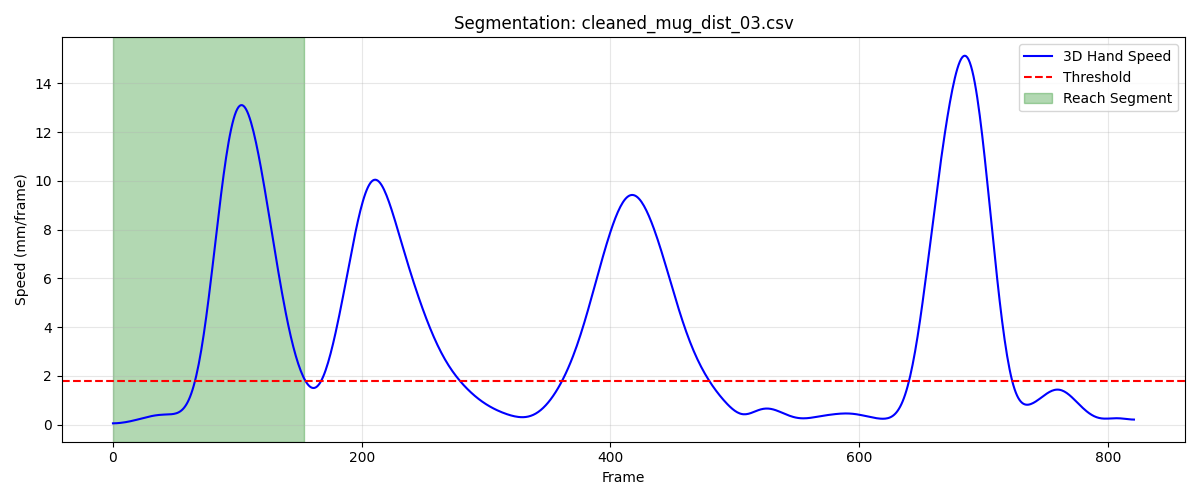 Segmentation: cleaned_mug_dist_03.csv
3D Hand Speed
Threshold
Reach Segment
Speed (mm/frame)
14
12
10
8
6
4
2
0
0 200 400 600 800
Frame